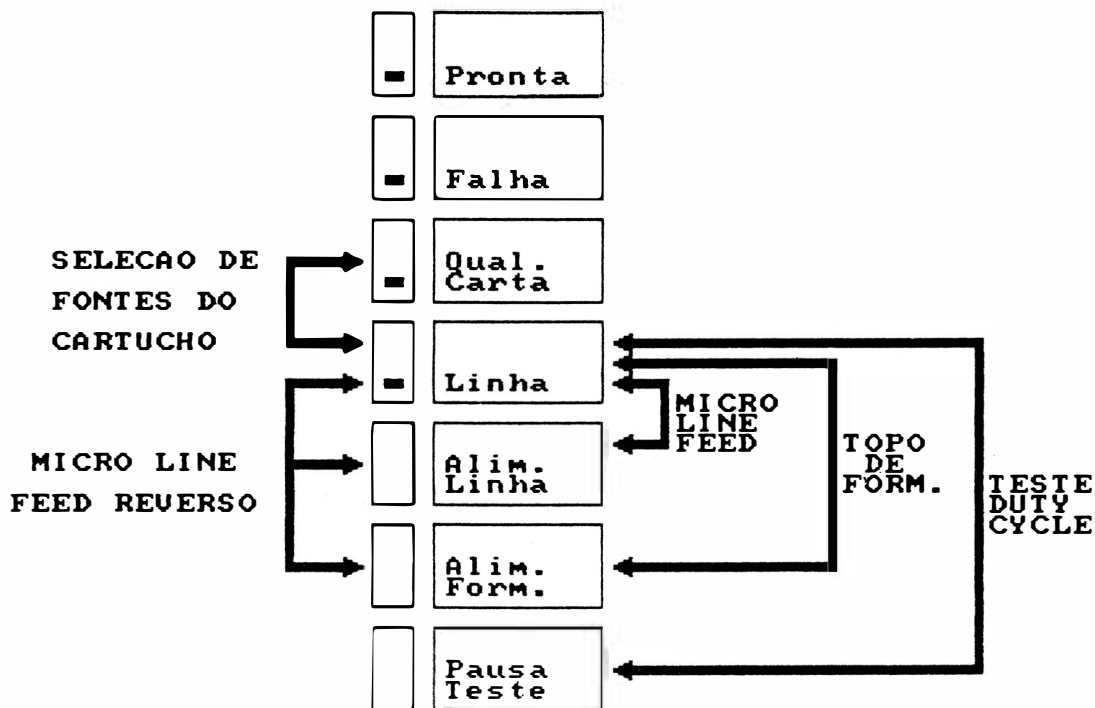 Pronta
Falha
SELECAO DE
FONTES DO
CARTUCHO
Qual.
Carta
Linha
MICRO
LINE
FEED
MICRO LINE
FEED REVERSO
Alim.
Linha
TOPO
DE
FORM.
TESTE
DUTY
CYCLE
Alim.
Form.
Pausa
Teste